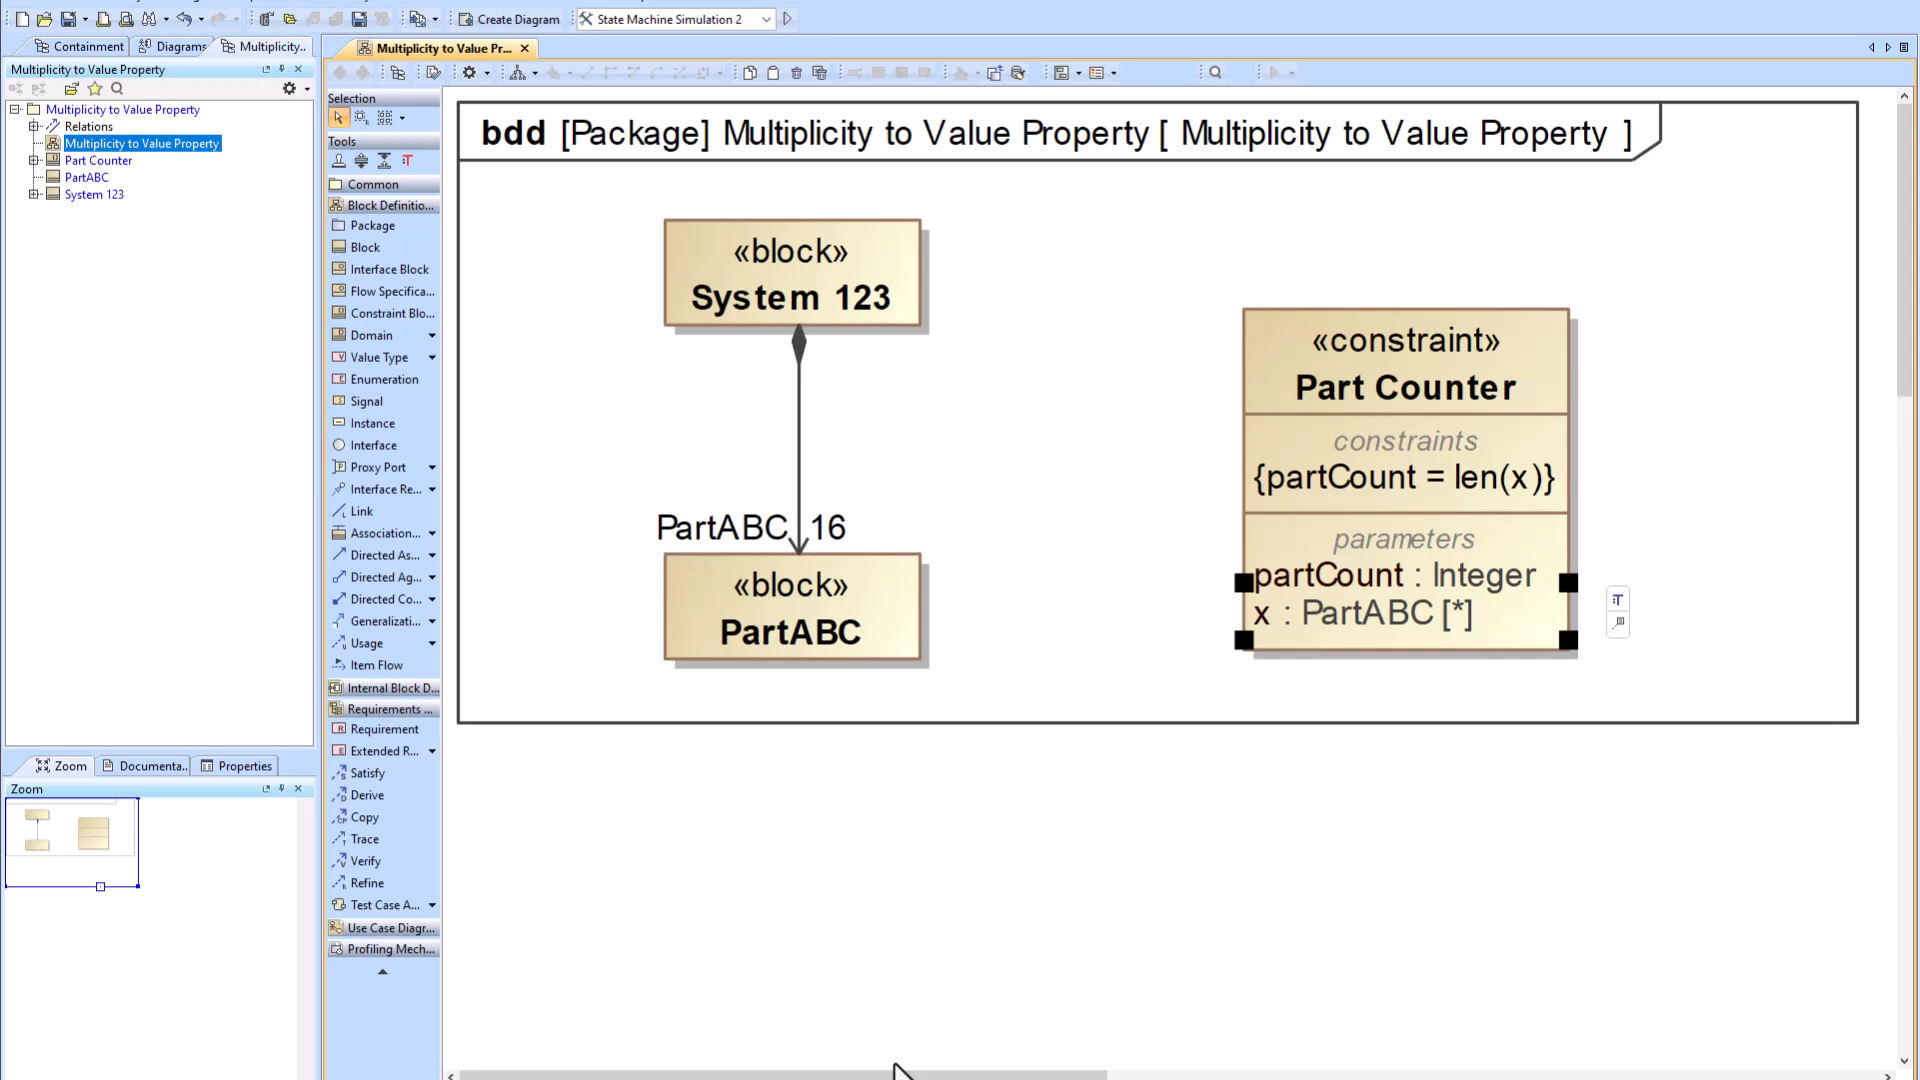 Create Diagram
State Machine Simulation 2
Containment
Diagrams
Multiplicity..
Multiplicity to Value Pr...
Multiplicity to Value Property
Multiplicity to Value Property
Relations
Multiplicity to Value Property
Part Counter
PartABC
System 123
Zoom
Documenta..
Properties
Zoom
Selection
Tools
Common
Block Definitio...
Package
Block
Interface Block
Flow Specifica...
Constraint Blo...
Domain
Value Type
Enumeration
Signal
Instance
Interface
Proxy Port
Interface Re...
Link
Association...
Directed As...
Directed Ag...
Directed Co...
Generalizati...
Usage
Item Flow
Internal Block D...
Requirements ...
Requirement
Extended R...
Satisfy
Derive
Copy
Trace
Verify
Refine
Test Case A...
Use Case Diagr...
Profiling Mech...
bdd [Package] Multiplicity to Value Property [ Multiplicity to Value Property ]
«block»
System 123
PartABC 16
«block»
PartABC
«constraint»
Part Counter
constraints
{partCount = len(x)}
parameters
partCount : Integer
x : PartABC [*]